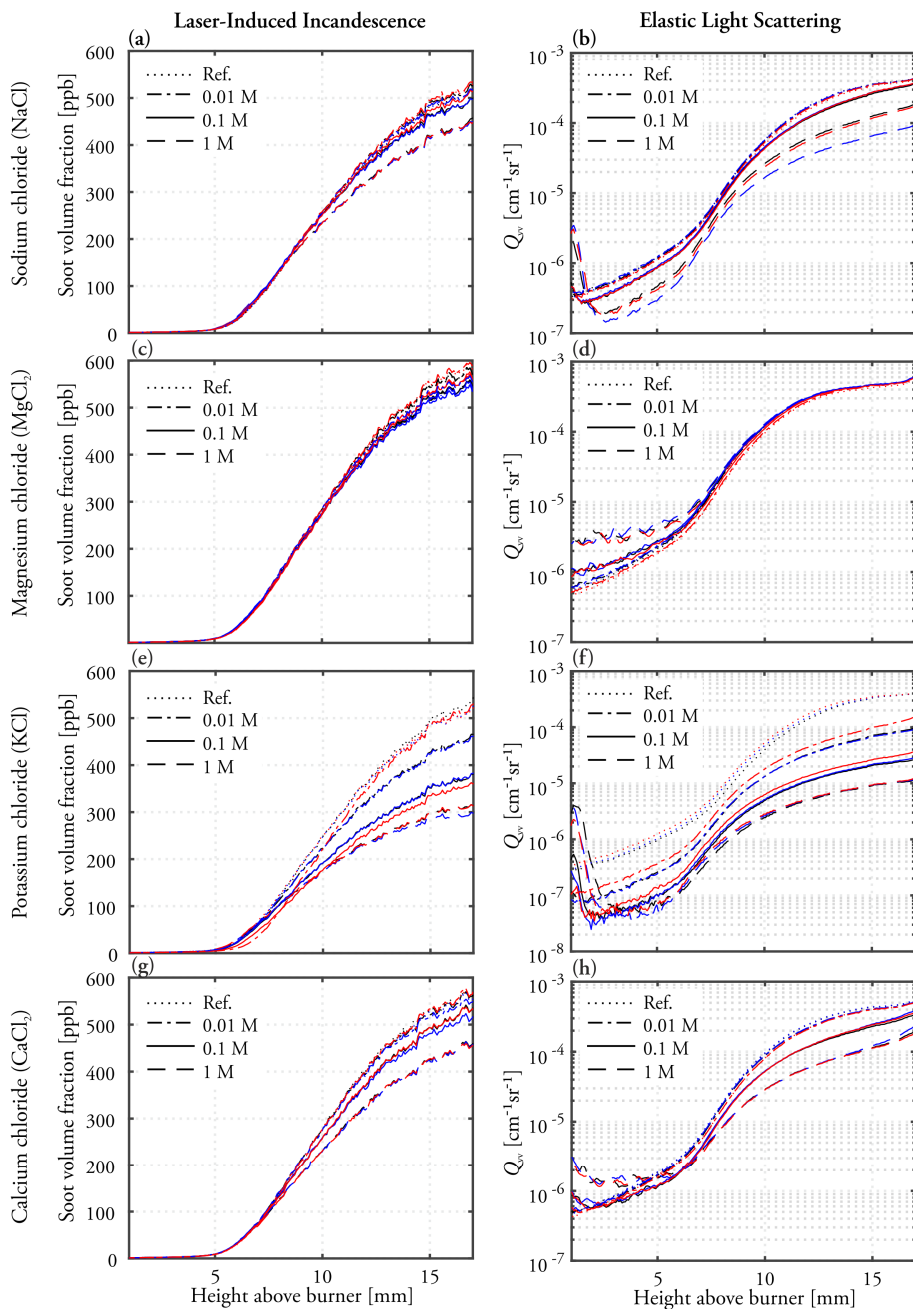 Laser-Induced Incandescence
Elastic Light Scattering
Sodium chloride (NaCl)
Soot volume fraction [ppb]
(a)
600
500
400
300
200
100
0
Ref.
0.01 M
0.1 M
1 M
(b)
Qvv [cm⁻¹sr⁻¹]
10⁻³
10⁻⁴
10⁻⁵
10⁻⁶
10⁻⁷
Ref.
0.01 M
0.1 M
1 M
Magnesium chloride (MgCl₂)
Soot volume fraction [ppb]
(c)
600
500
400
300
200
100
Ref.
0.01 M
0.1 M
1 M
(d)
Qvv [cm⁻¹sr⁻¹]
10⁻³
10⁻⁴
10⁻⁵
10⁻⁶
10⁻⁷
Ref.
0.01 M
0.1 M
1 M
Potassium chloride (KCl)
Soot volume fraction [ppb]
(e)
600
500
400
300
200
100
0
Ref.
0.01 M
0.1 M
1 M
(f)
Qvv [cm⁻¹sr⁻¹]
10⁻³
10⁻⁴
10⁻⁵
10⁻⁶
10⁻⁷
10⁻⁸
Ref.
0.01 M
0.1 M
1 M
Calcium chloride (CaCl₂)
Soot volume fraction [ppb]
(g)
600
500
400
300
200
100
0
Ref.
0.01 M
0.1 M
1 M
5 10 15
Height above burner [mm]
(h)
Qvv [cm⁻¹sr⁻¹]
10⁻³
10⁻⁴
10⁻⁵
10⁻⁶
10⁻⁷
Ref.
0.01 M
0.1 M
1 M
5 10 15
Height above burner [mm]